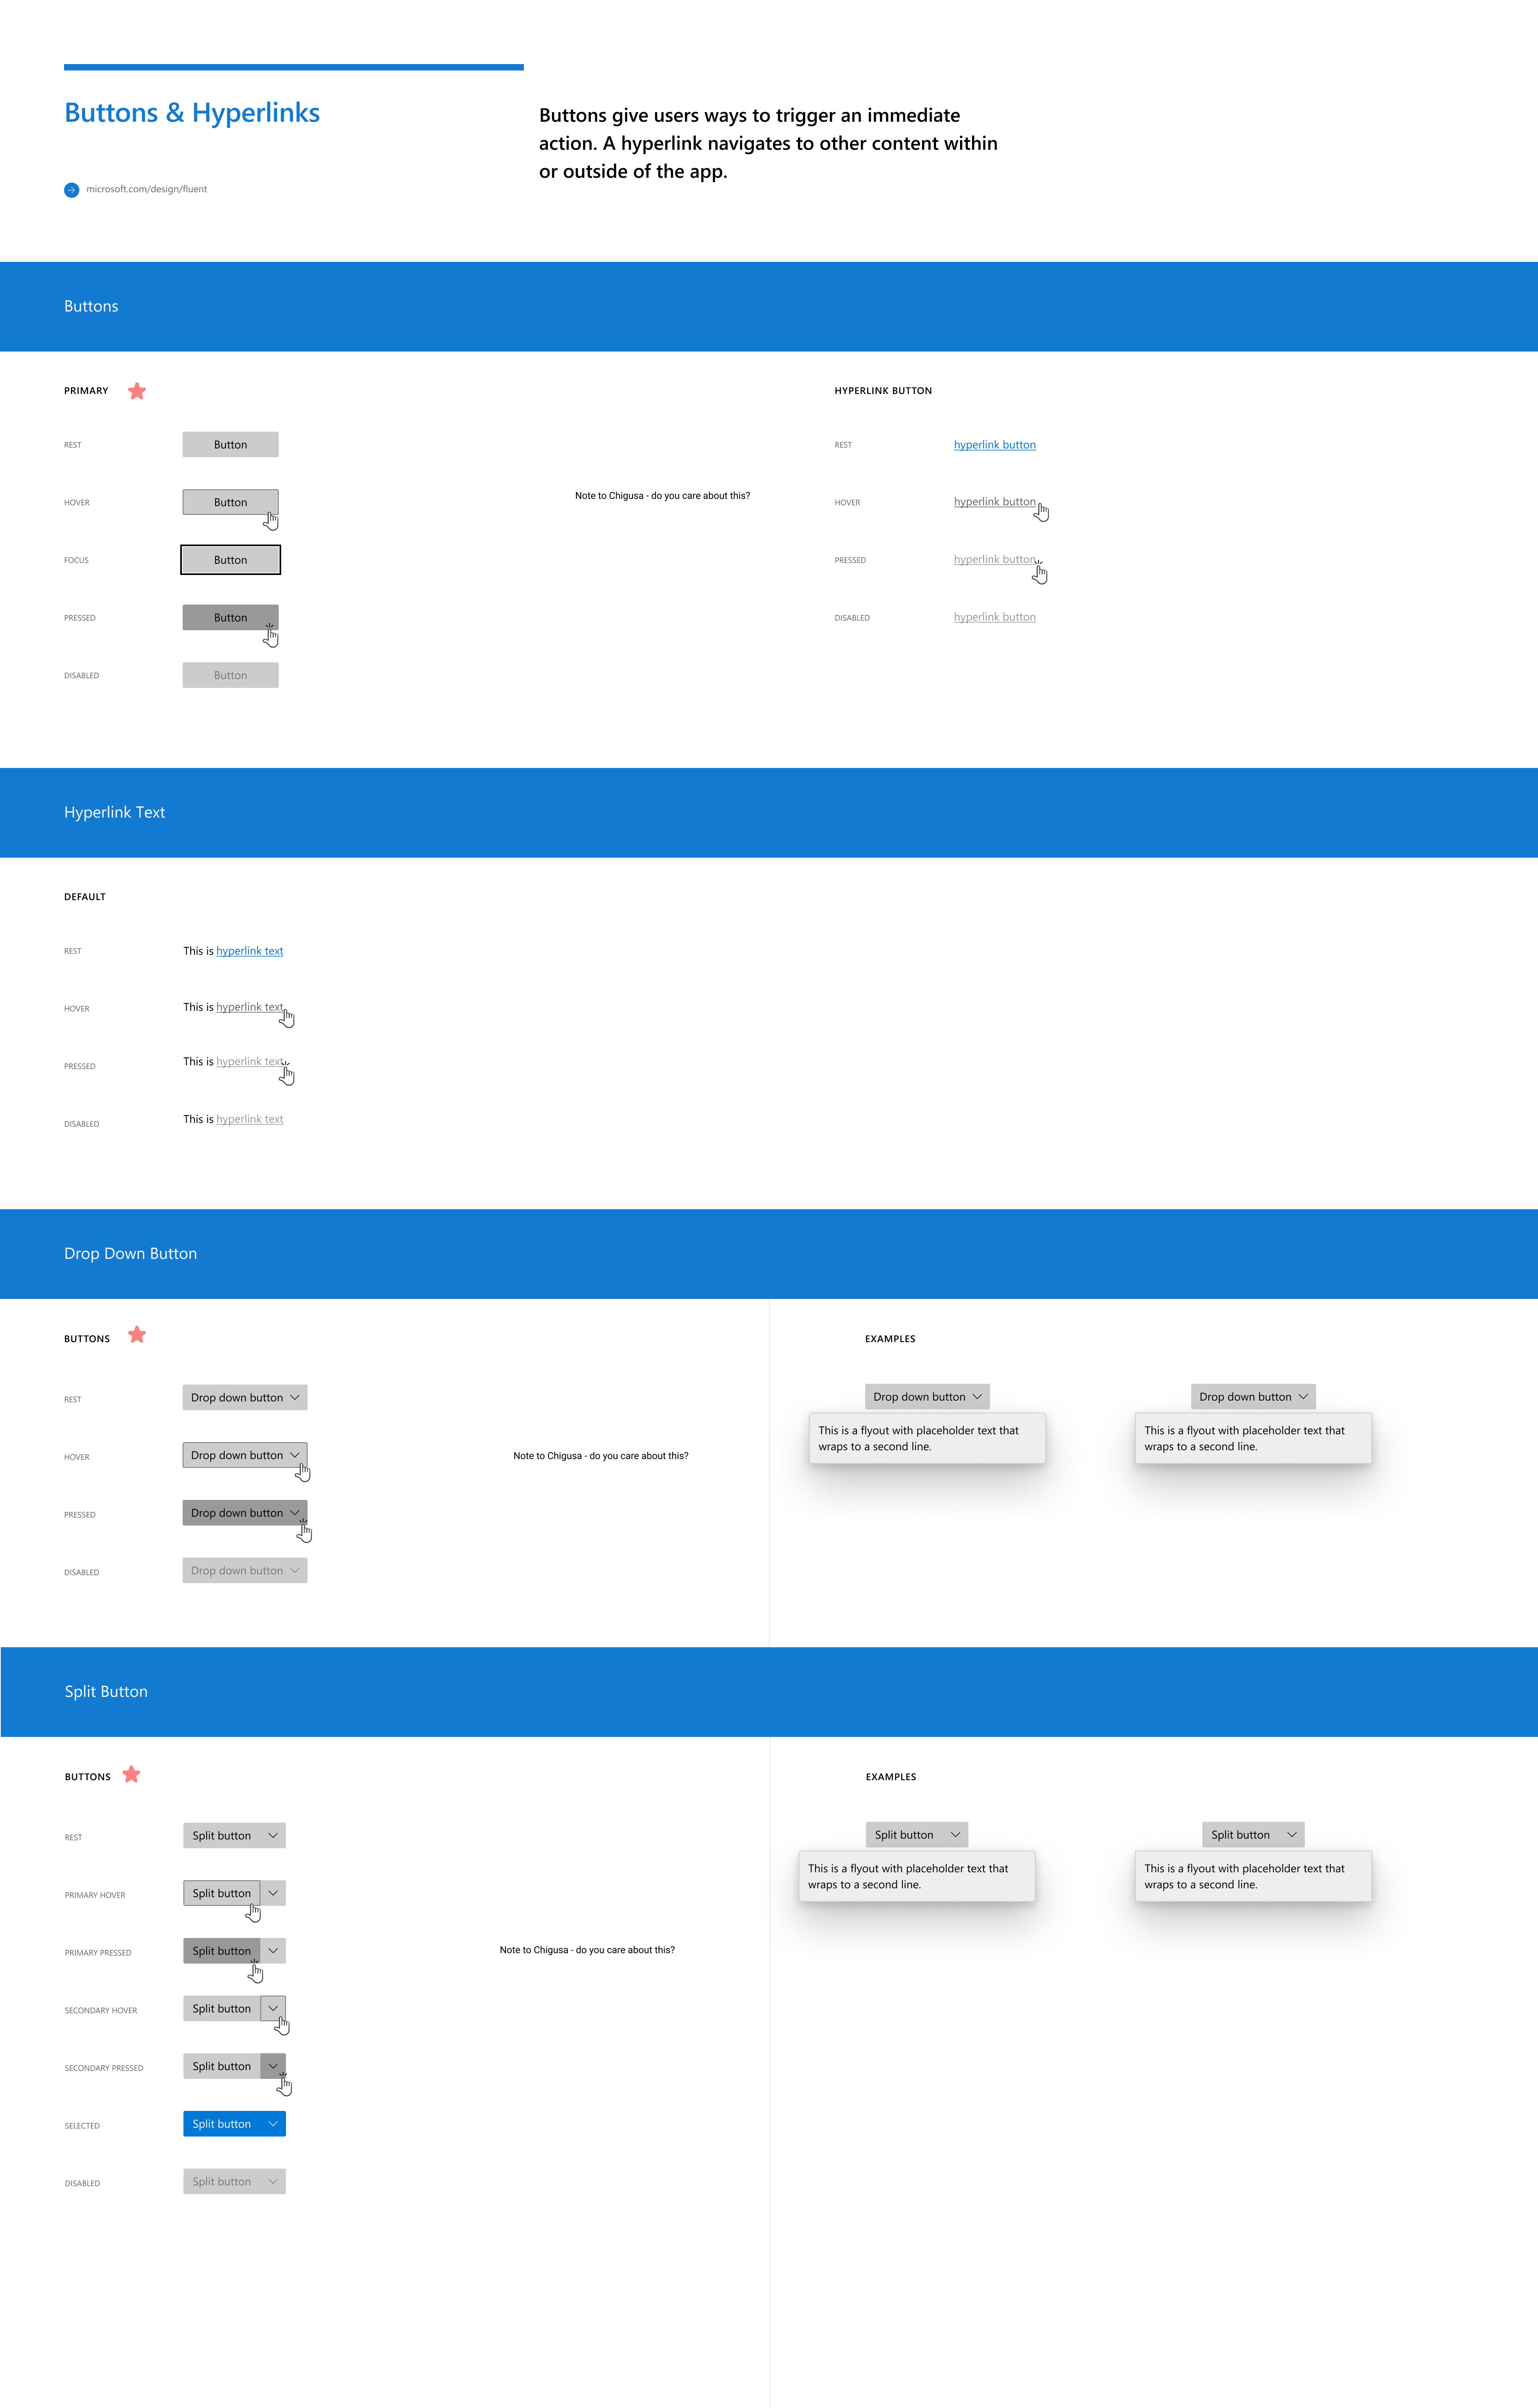 Buttons & Hyperlinks
microsoft.com/design/fluent
Buttons give users ways to trigger an immediate
action. A hyperlink navigates to other content within
or outside of the app.
Buttons
PRIMARY
REST
Button
HOVER
Button
FOCUS
Button
PRESSED
Button
DISABLED
Button
Note to Chigusa - do you care about this?
HYPERLINK BUTTON
REST
hyperlink button
HOVER
hyperlink button
PRESSED
hyperlink button
DISABLED
hyperlink button
Hyperlink Text
DEFAULT
REST
This is hyperlink text
HOVER
This is hyperlink text
PRESSED
This is hyperlink text
DISABLED
This is hyperlink text
Drop Down Button
BUTTONS
REST
Drop down button
HOVER
Drop down button
PRESSED
Drop down button
DISABLED
Drop down button
Note to Chigusa - do you care about this?
EXAMPLES
Drop down button
This is a flyout with placeholder text that
wraps to a second line.
Drop down button
This is a flyout with placeholder text that
wraps to a second line.
Split Button
BUTTONS
REST
Split button
PRIMARY HOVER
Split button
PRIMARY PRESSED
Split button
SECONDARY HOVER
Split button
SECONDARY PRESSED
Split button
SELECTED
Split button
DISABLED
Split button
Note to Chigusa - do you care about this?
EXAMPLES
Split button
This is a flyout with placeholder text that
wraps to a second line.
Split button
This is a flyout with placeholder text that
wraps to a second line.